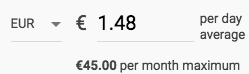 EUR € 1.48 per day
average
€45.00 per month maximum